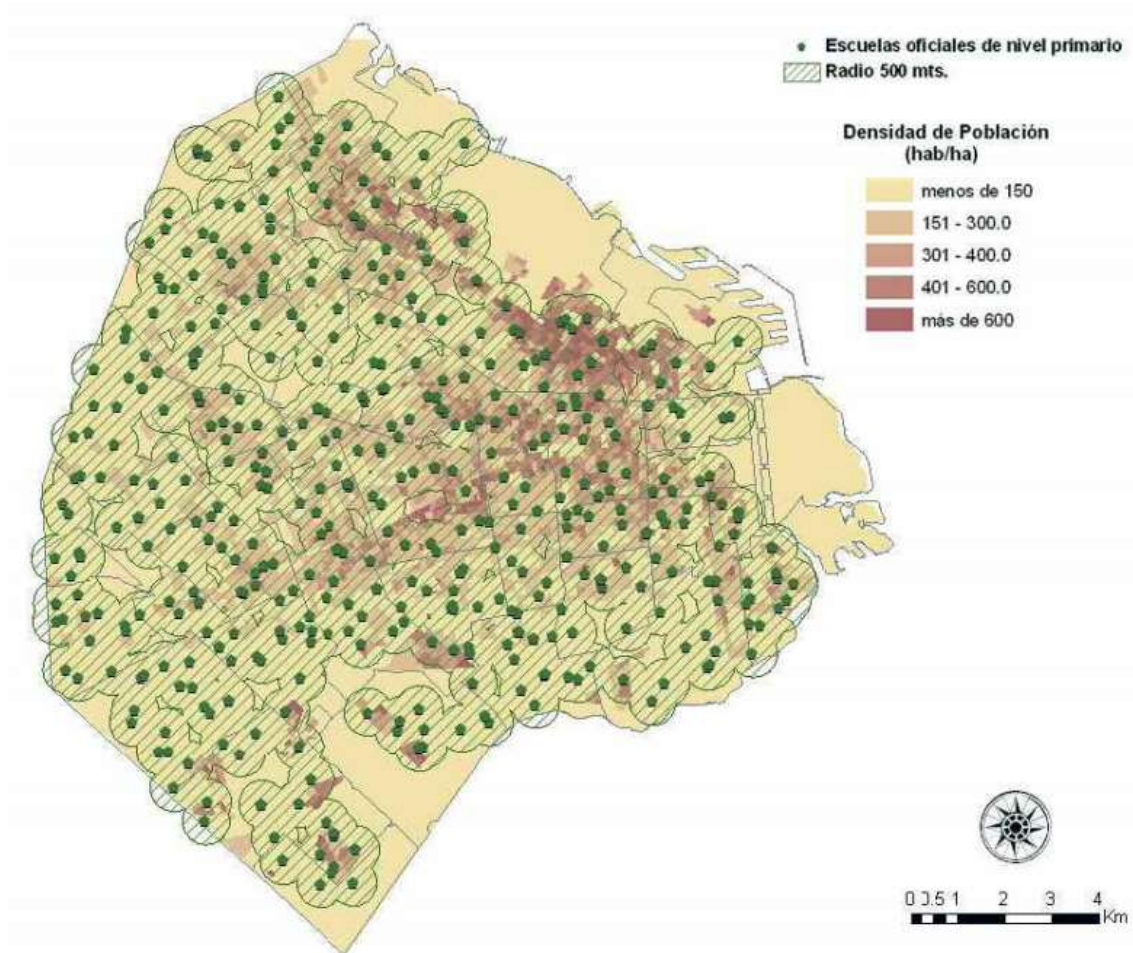 Escuelas oficiales de nivel primario
Radio 500 mts.
Densidad de Población
(hab/ha)
menos de 150
151 - 300.0
301 - 400.0
401 - 600.0
más de 600
0 0.5 1 2 3 4
Km